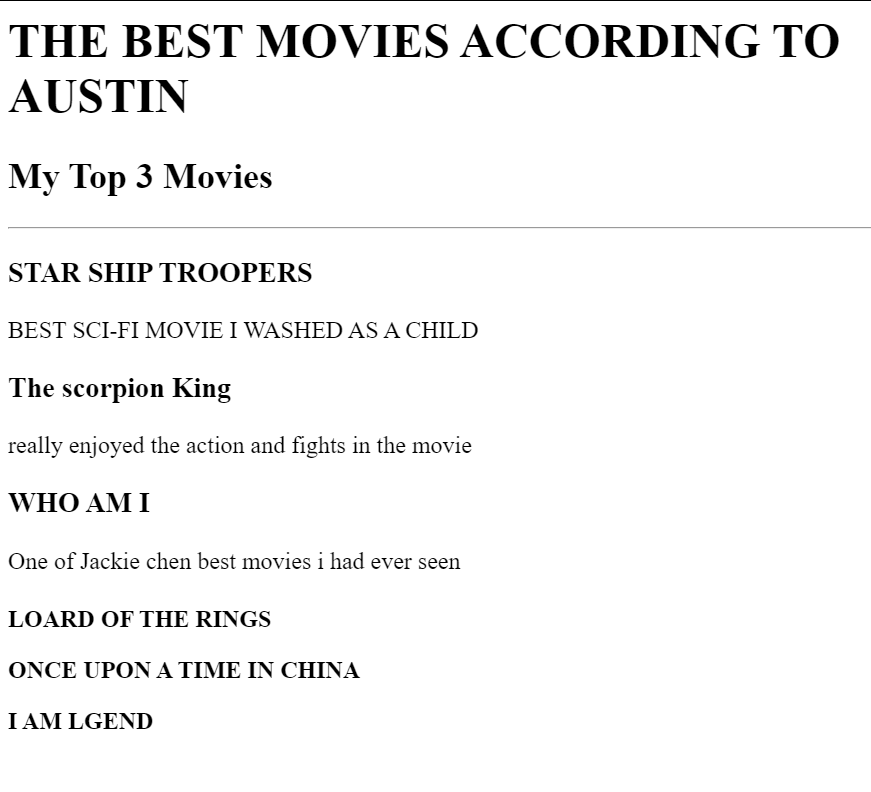 THE BEST MOVIES ACCORDING TO
AUSTIN
My Top 3 Movies
STAR SHIP TROOPERS
BEST SCI-FI MOVIE I WASHED AS A CHILD
The scorpion King
really enjoyed the action and fights in the movie
WHO AM I
One of Jackie chen best movies i had ever seen
LOARD OF THE RINGS
ONCE UPON A TIME IN CHINA
I AM LGEND